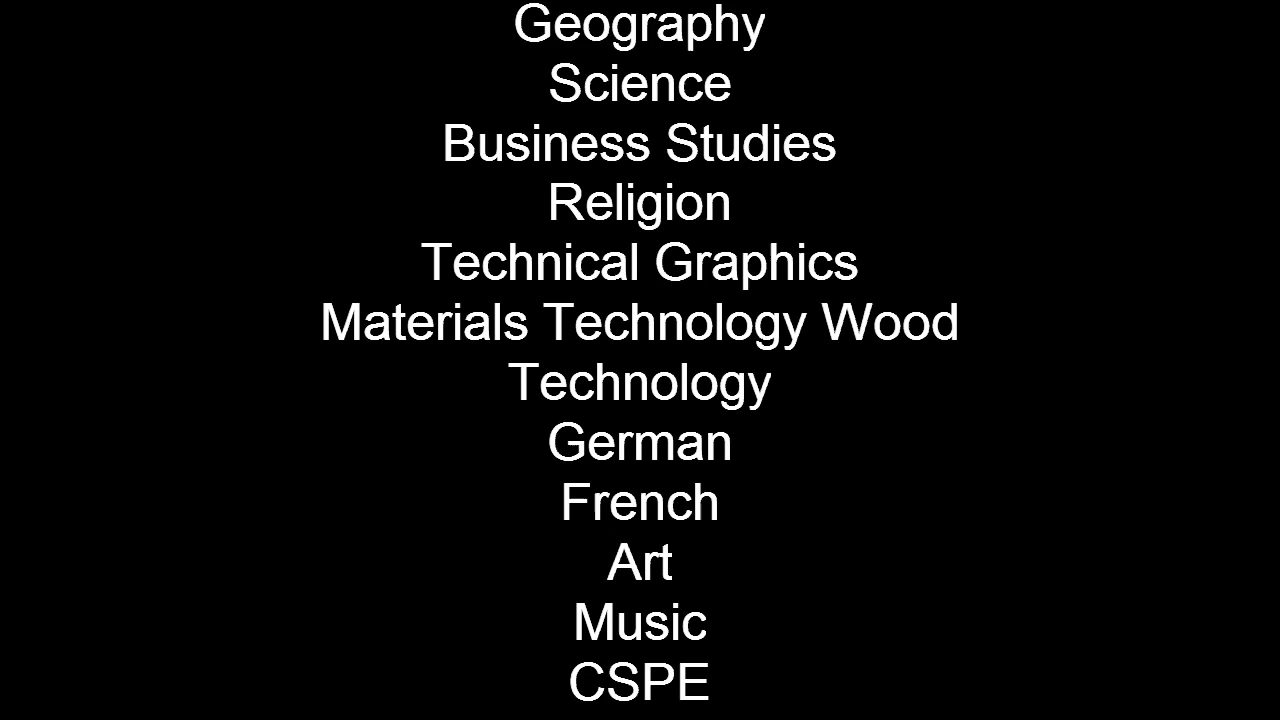 Geography
Science
Business Studies
Religion
Technical Graphics
Materials Technology Wood
Technology
German
French
Art
Music
CSPE